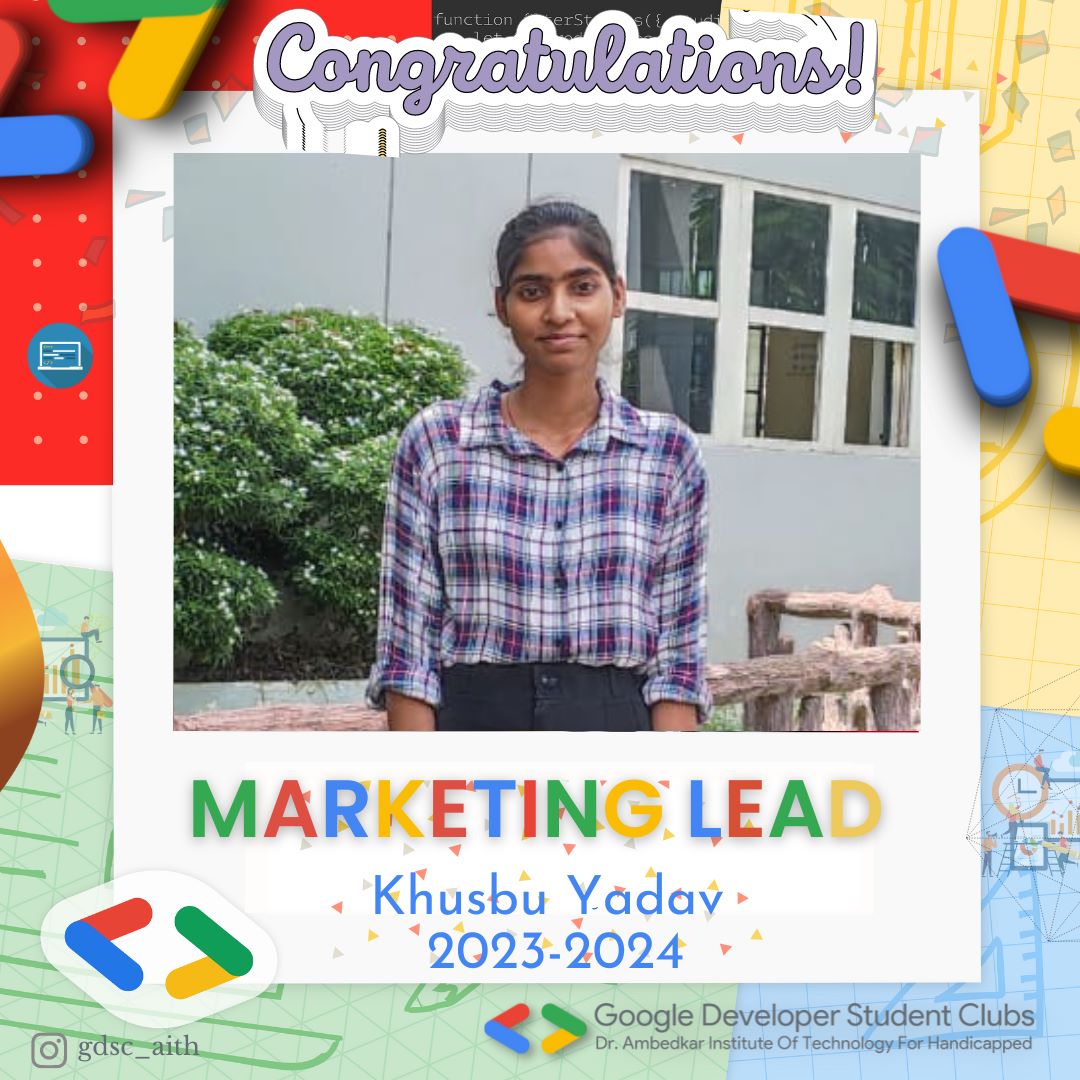 Congratulations!
MARKETING LEAD
Khusbu Yadav
2023-2024
gdsc_aith
Google Developer Student Clubs
Dr. Ambedkar Institute Of Technology For Handicapped